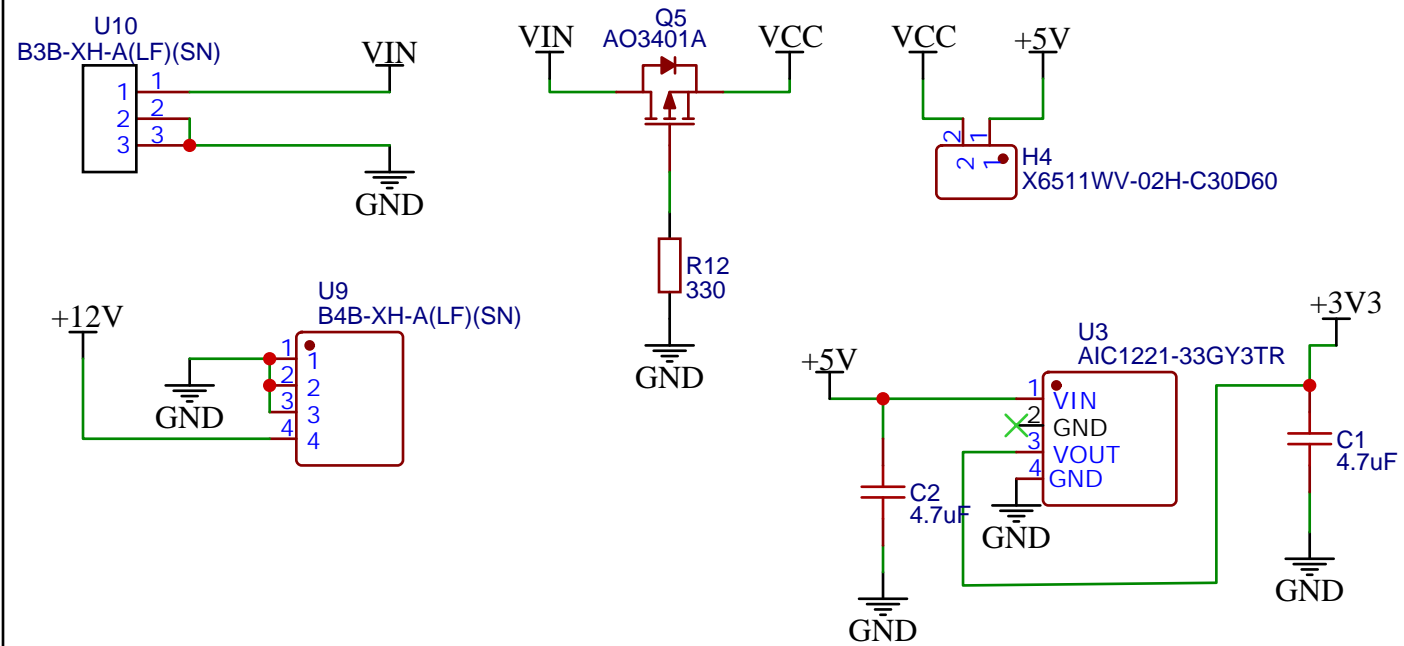 U10
B3B-XH-A(LF)(SN)
VIN
1
1
2
2
3
3
GND
Q5
AO3401A
VIN
VCC
R12
330
GND
VCC
+5V
2
1
2
1
H4
X6511WV-02H-C30D60
+12V
U9
B4B-XH-A(LF)(SN)
1
1
2
2
3
3
4
4
GND
+5V
U3
AIC1221-33GY3TR
1
VIN
2
GND
3
VOUT
4
GND
GND
C2
4.7uF
GND
+3V3
C1
4.7uF
GND